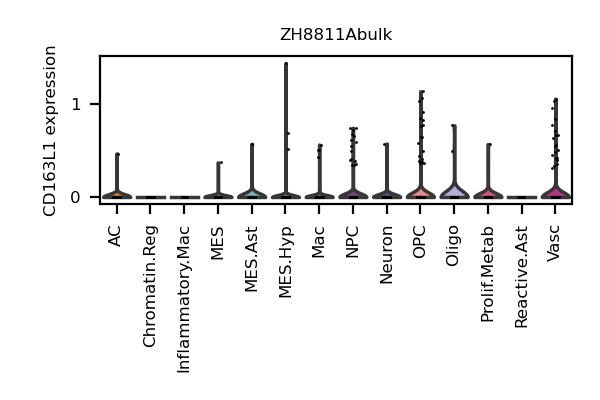 ZH8811Abulk
CD163L1 expression
1
0
AC
Chromatin.Reg
Inflammatory.Mac
MES
MES.Ast
MES.Hyp
Mac
NPC
Neuron
OPC
Oligo
Prolif.Metab
Reactive.Ast
Vasc